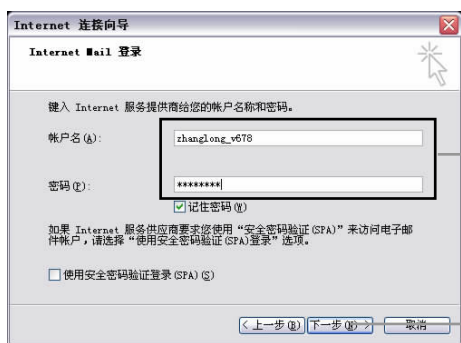 Internet 连接向导
Internet Mail 登录
键入 Internet 服务提供商给您的帐户名称和密码。
帐户名(A):
zhanglong_v678
密码(P):
********
记住密码(W)
如果 Internet 服务供应商要求您使用“安全密码验证(SPA)”来访问电子邮
件帐户，请选择“使用安全密码验证(SPA)登录”选项。
使用安全密码验证登录(SPA)(S)
<上一步(B) 下一步(N)> 取消